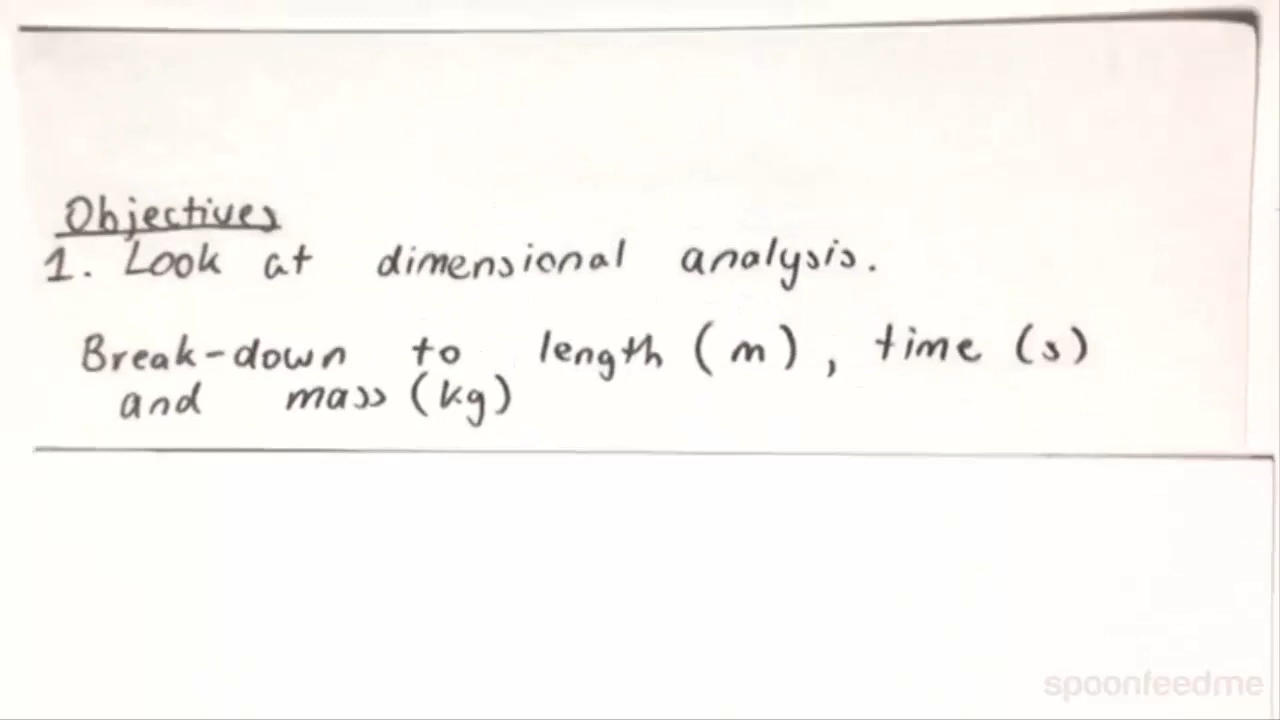 Objectives
1. Look at dimensional analysis.
Break-down to length (m), time (s)
and mass (kg)
spoonfeedme